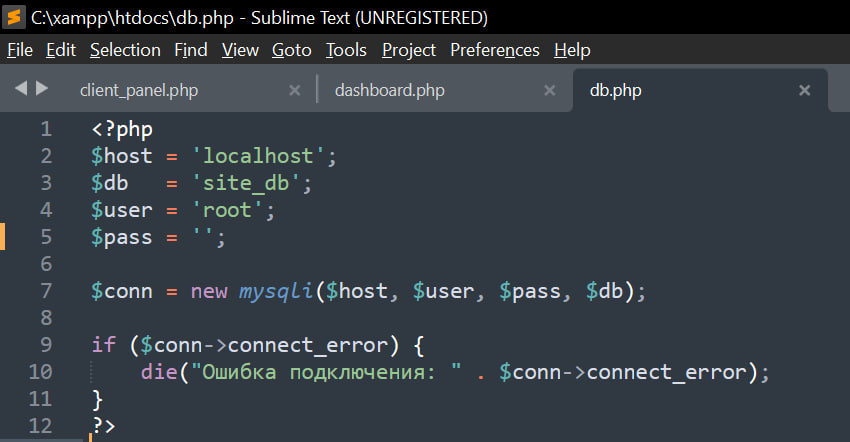 C:\xampp\htdocs\db.php - Sublime Text (UNREGISTERED)
File Edit Selection Find View Goto Tools Project Preferences Help
client_panel.php × dashboard.php × db.php ×
1 <?php
2 $host = 'localhost';
3 $db   = 'site_db';
4 $user = 'root';
5 $pass = '';
6
7 $conn = new mysqli($host, $user, $pass, $db);
8
9 if ($conn->connect_error) {
10     die("Ошибка подключения: " . $conn->connect_error);
11 }
12 ?>